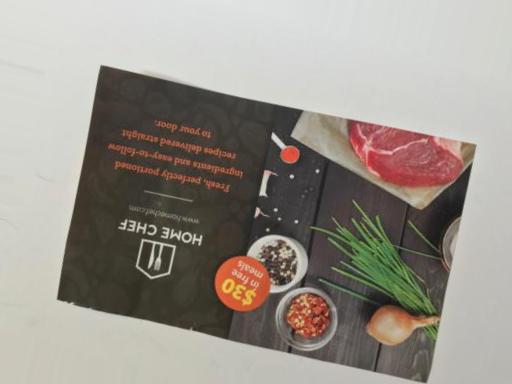 HOME CHEF
www.homechef.com
Fresh, perfectly portioned
ingredients and easy-to-follow
recipes delivered straight
to your door.
$30
in free
meals